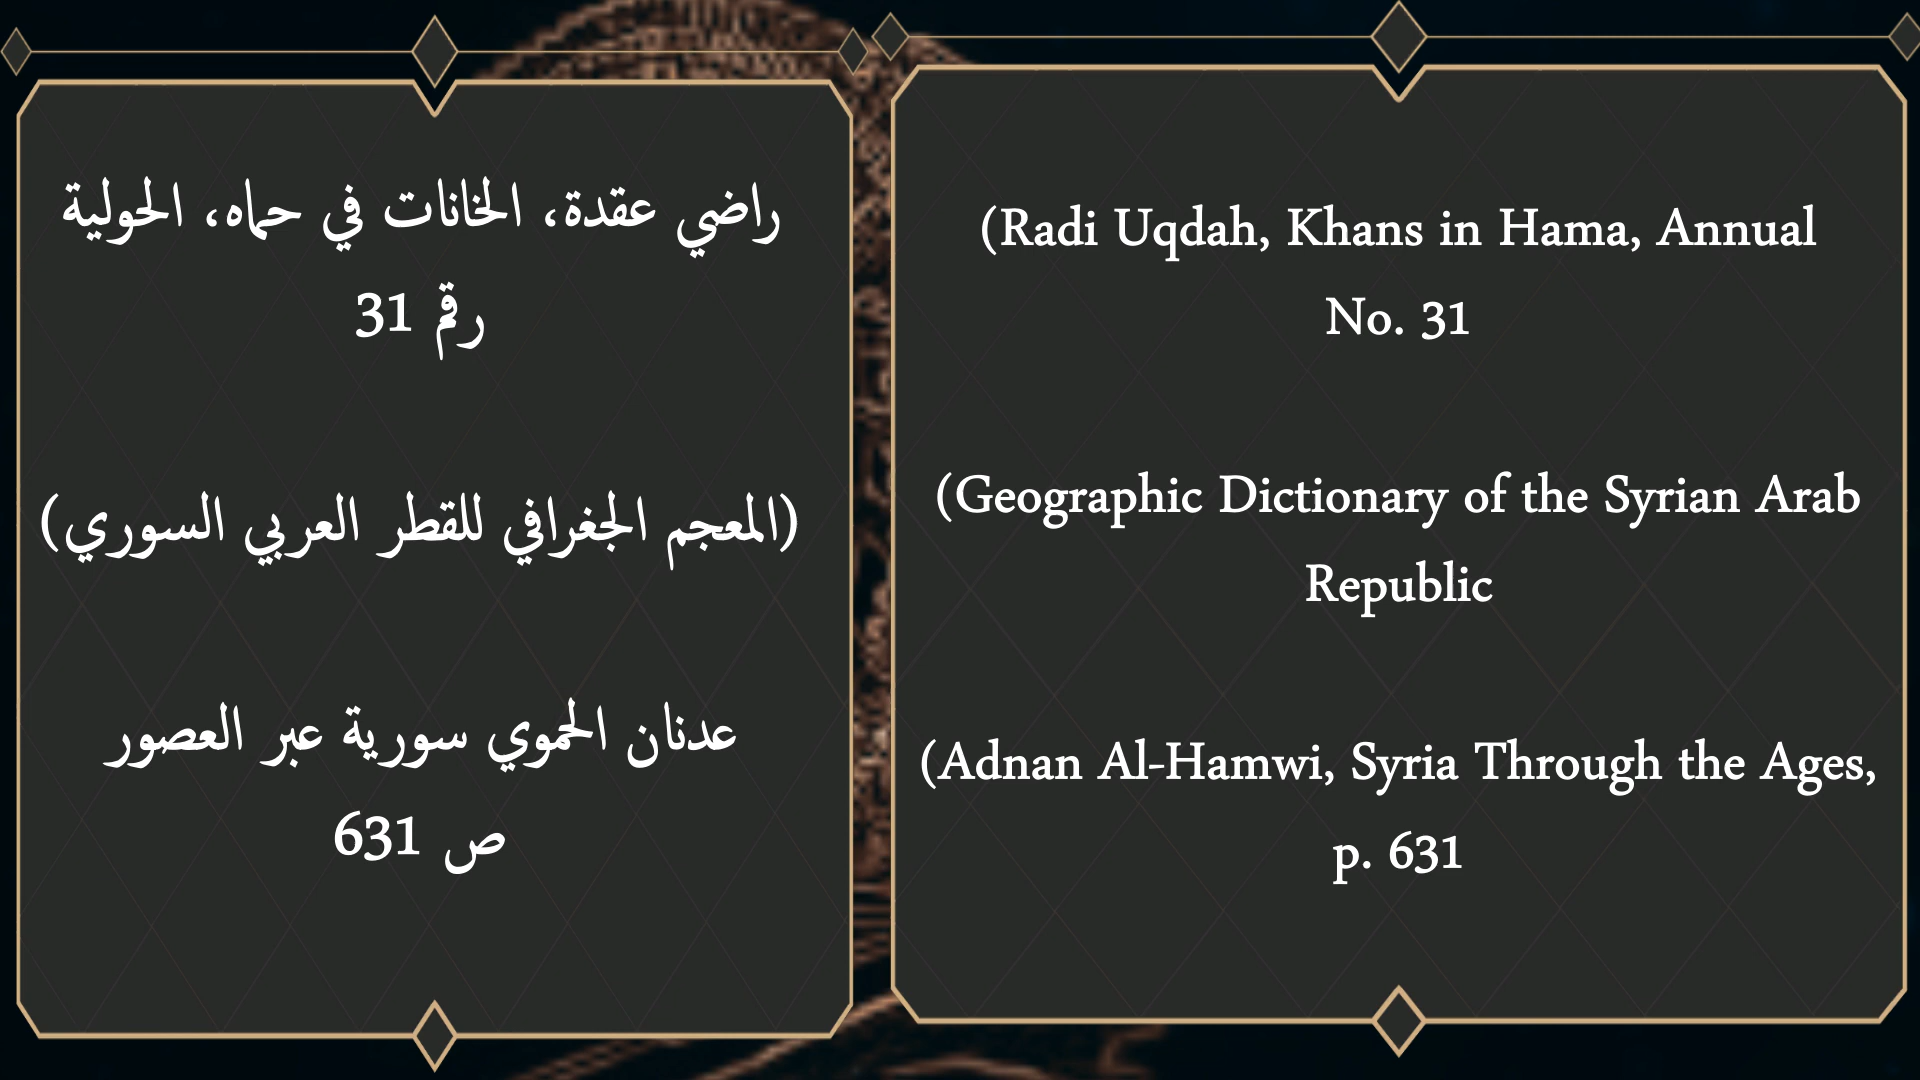 راضي عقدة، الخانات في حماه، الحولية
رقم 31
(المعجم الجغرافي للقطر العربي السوري)
عدنان الحموي سورية عبر العصور
ص 631
(Radi Uqdah, Khans in Hama, Annual
No. 31
(Geographic Dictionary of the Syrian Arab
Republic
(Adnan Al-Hamwi, Syria Through the Ages,
p. 631